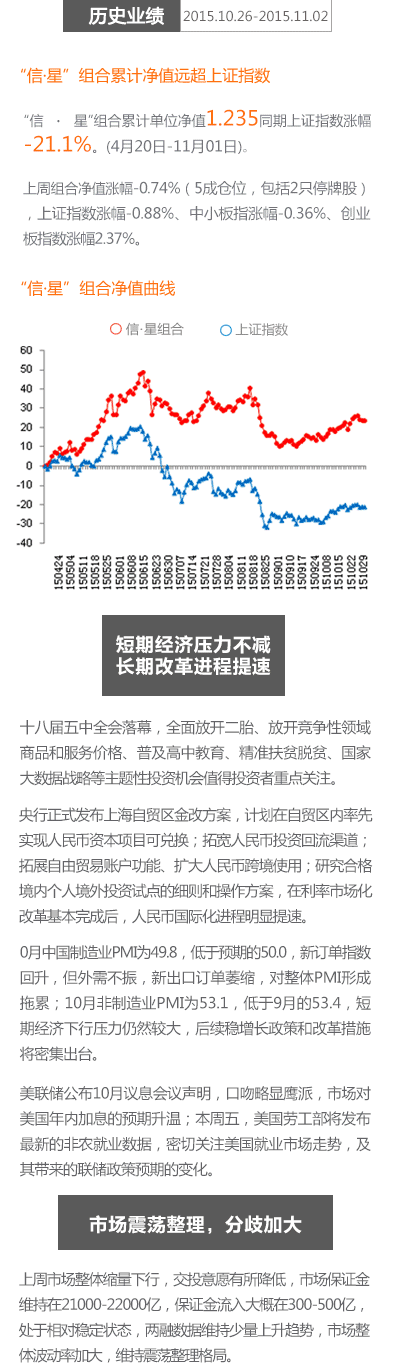 历史业绩 2015.10.26-2015.11.02
“信·星”组合累计净值远超上证指数
“信 · 星”组合累计单位净值1.235同期上证指数涨幅
-21.1%。(4月20日-11月01日)。
上周组合净值涨幅-0.74%（5成仓位，包括2只停牌股）
，上证指数涨幅-0.88%、中小板指涨幅-0.36%、创业
板指数涨幅2.37%。
“信·星”组合净值曲线
信·星组合 上证指数
60
50
40
30
20
10
0
-10
-20
-30
-40
150424 150504 150511 150518 150525 150601 150608 150615 150623 150630 150707 150714 150721 150728 150804 150811 150818 150825 150901 150910 150917 150924 151008 151015 151022 151029
短期经济压力不减
长期改革进程提速
十八届五中全会落幕，全面放开二胎、放开竞争性领域
商品和服务价格、普及高中教育、精准扶贫脱贫、国家
大数据战略等主题性投资机会值得投资者重点关注。
央行正式发布上海自贸区金改方案，计划在自贸区内率先
实现人民币资本项目可兑换；拓宽人民币投资回流渠道；
拓展自由贸易账户功能、扩大人民币跨境使用；研究合格
境内个人境外投资试点的细则和操作方案，在利率市场化
改革基本完成后，人民币国际化进程明显提速。
0月中国制造业PMI为49.8，低于预期的50.0，新订单指数
回升，但外需不振，新出口订单萎缩，对整体PMI形成
拖累；10月非制造业PMI为53.1，低于9月的53.4，短
期经济下行压力仍然较大，后续稳增长政策和改革措施
将密集出台。
美联储公布10月议息会议声明，口吻略显鹰派，市场对
美国年内加息的预期升温；本周五，美国劳工部将发布
最新的非农就业数据，密切关注美国就业市场走势，及
其带来的联储政策预期的变化。
市场震荡整理，分歧加大
上周市场整体缩量下行，交投意愿有所降低，市场保证金
维持在21000-22000亿，保证金流入大概在300-500亿，
处于相对稳定状态，两融数据维持少量上升趋势，市场整
体波动率加大，维持震荡整理格局。